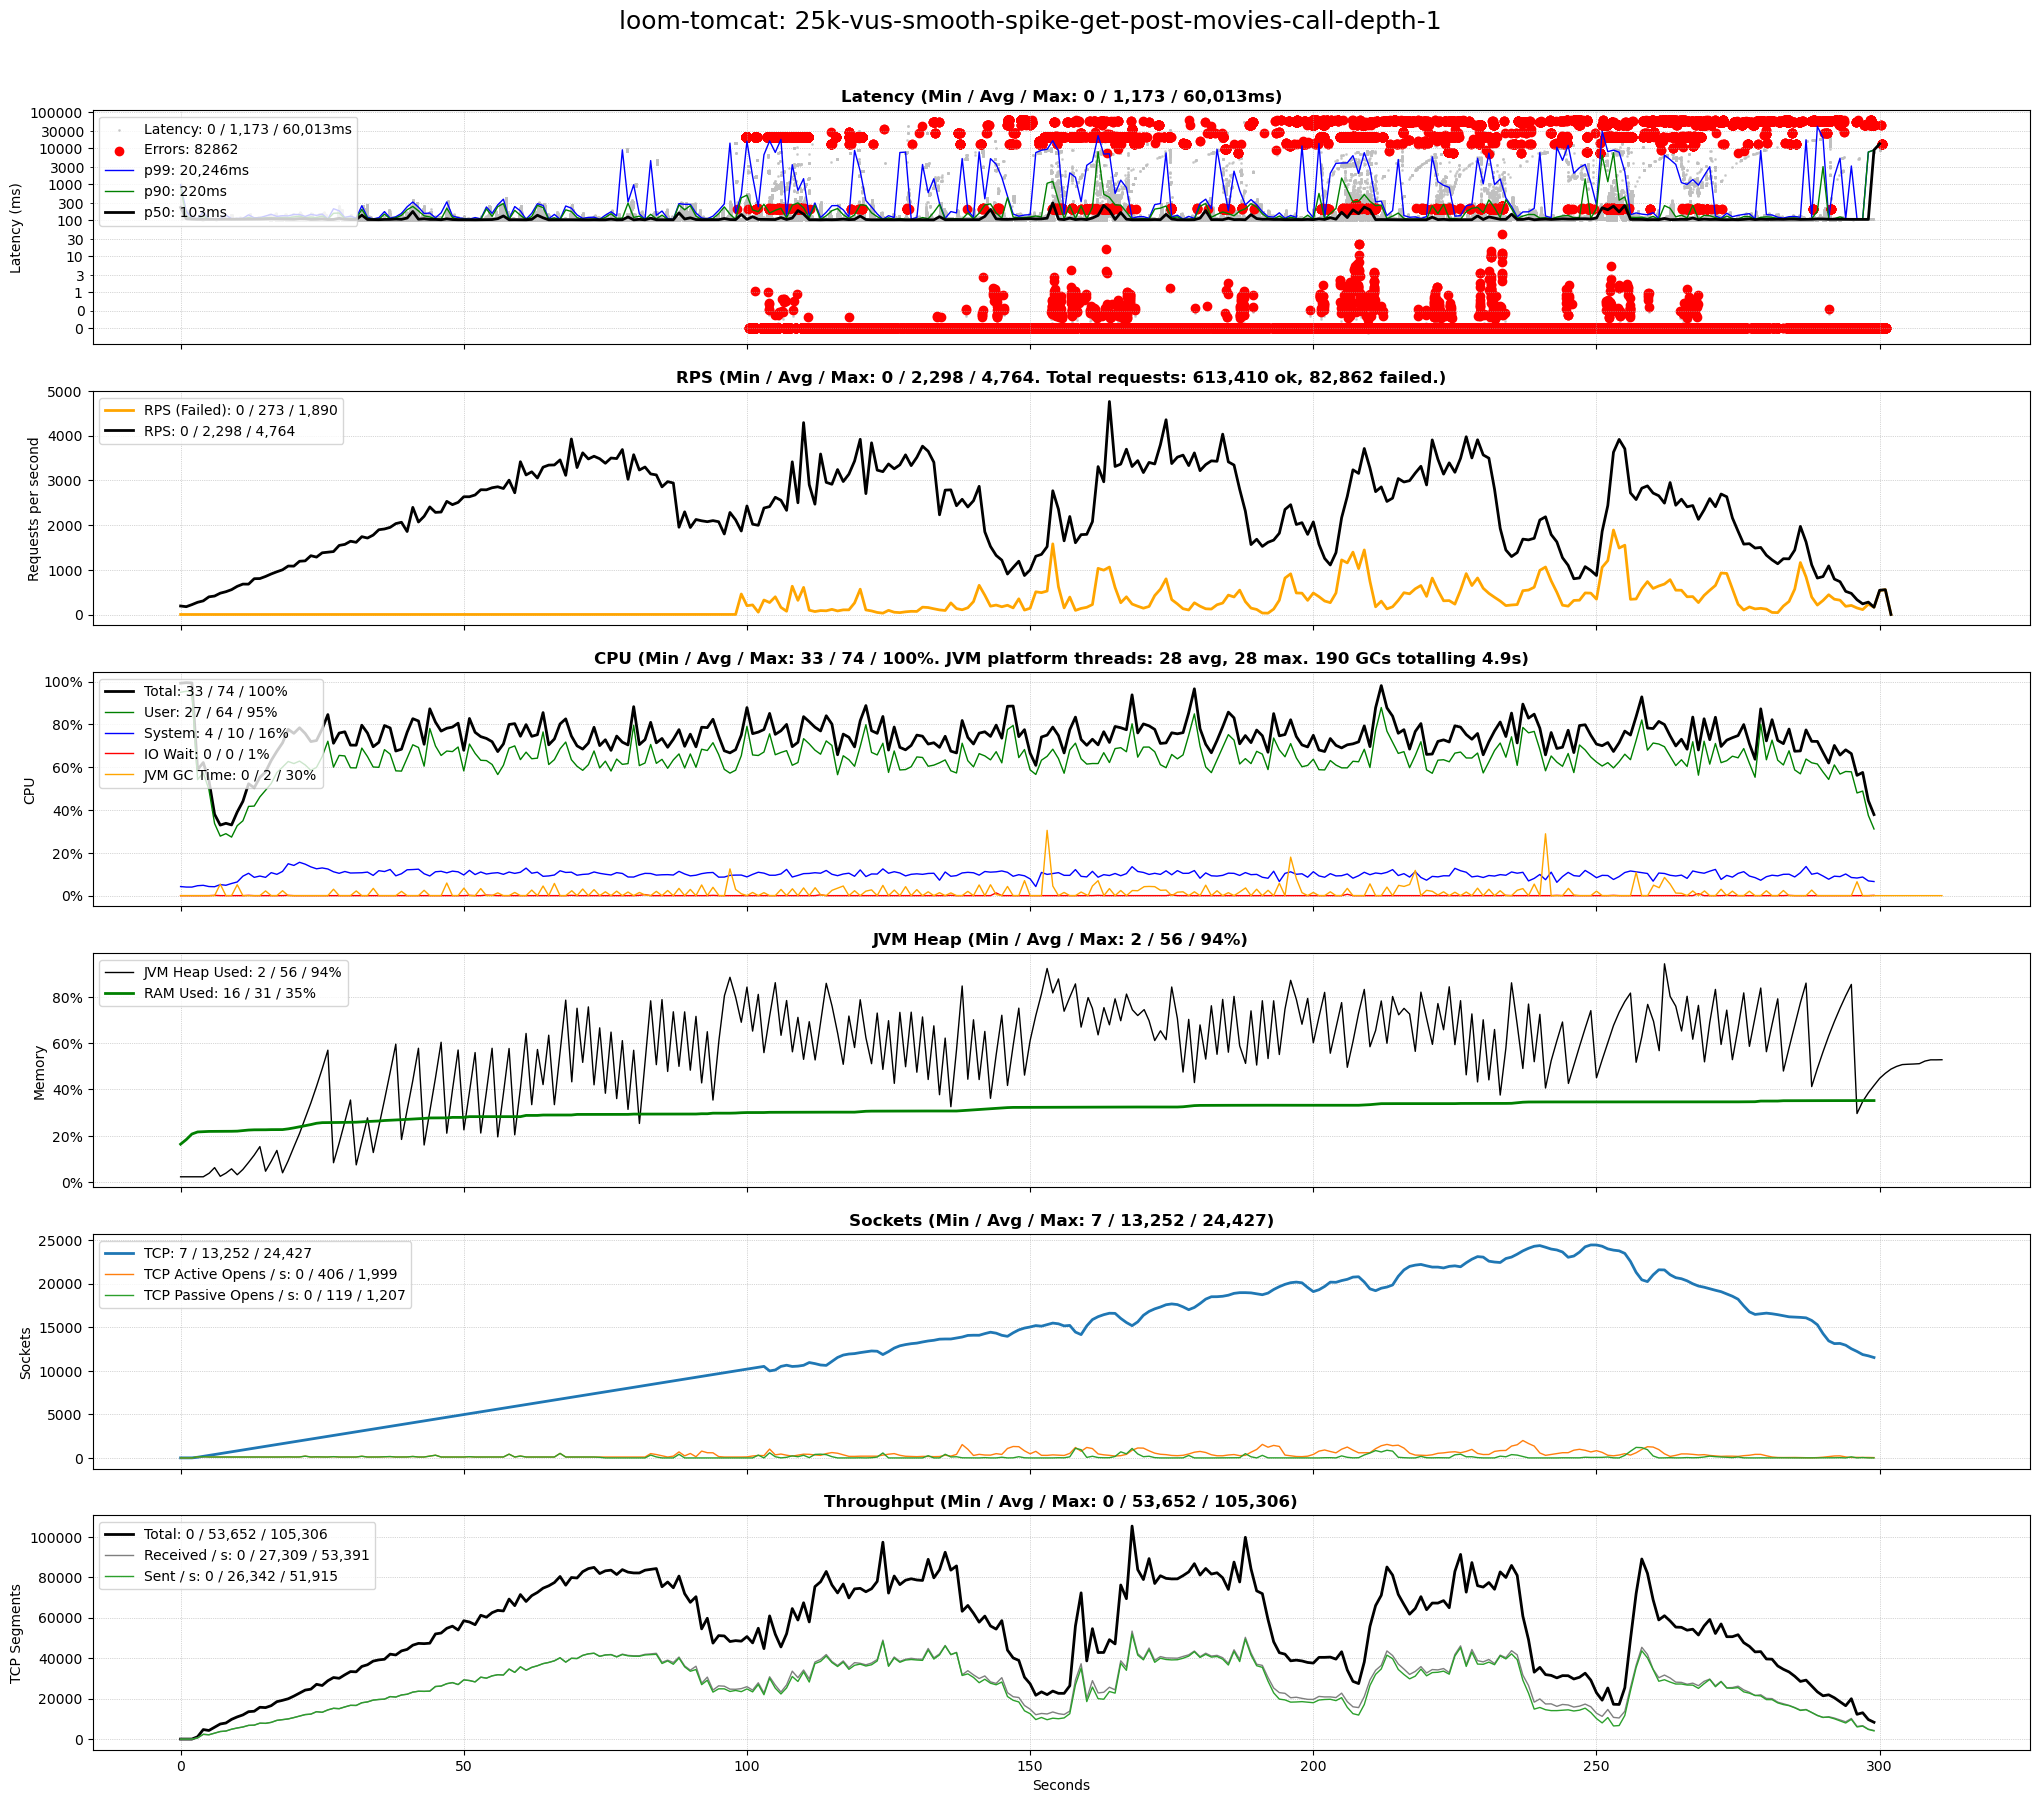 loom-tomcat: 25k-vus-smooth-spike-get-post-movies-call-depth-1
Latency (Min / Avg / Max: 0 / 1,173 / 60,013ms)
Latency (ms)
100000
30000
10000
3000
1000
300
100
30
10
3
1
0
0
Latency: 0 / 1,173 / 60,013ms
Errors: 82862
p99: 20,246ms
p90: 220ms
p50: 103ms
RPS (Min / Avg / Max: 0 / 2,298 / 4,764. Total requests: 613,410 ok, 82,862 failed.)
Requests per second
5000
4000
3000
2000
1000
0
RPS (Failed): 0 / 273 / 1,890
RPS: 0 / 2,298 / 4,764
CPU (Min / Avg / Max: 33 / 74 / 100%. JVM platform threads: 28 avg, 28 max. 190 GCs totalling 4.9s)
CPU
100%
80%
60%
40%
20%
0%
Total: 33 / 74 / 100%
User: 27 / 64 / 95%
System: 4 / 10 / 16%
IO Wait: 0 / 0 / 1%
JVM GC Time: 0 / 2 / 30%
JVM Heap (Min / Avg / Max: 2 / 56 / 94%)
Memory
80%
60%
40%
20%
0%
JVM Heap Used: 2 / 56 / 94%
RAM Used: 16 / 31 / 35%
Sockets (Min / Avg / Max: 7 / 13,252 / 24,427)
Sockets
25000
20000
15000
10000
5000
0
TCP: 7 / 13,252 / 24,427
TCP Active Opens / s: 0 / 406 / 1,999
TCP Passive Opens / s: 0 / 119 / 1,207
Throughput (Min / Avg / Max: 0 / 53,652 / 105,306)
TCP Segments
100000
80000
60000
40000
20000
0
Total: 0 / 53,652 / 105,306
Received / s: 0 / 27,309 / 53,391
Sent / s: 0 / 26,342 / 51,915
0 50 100 150 200 250 300
Seconds